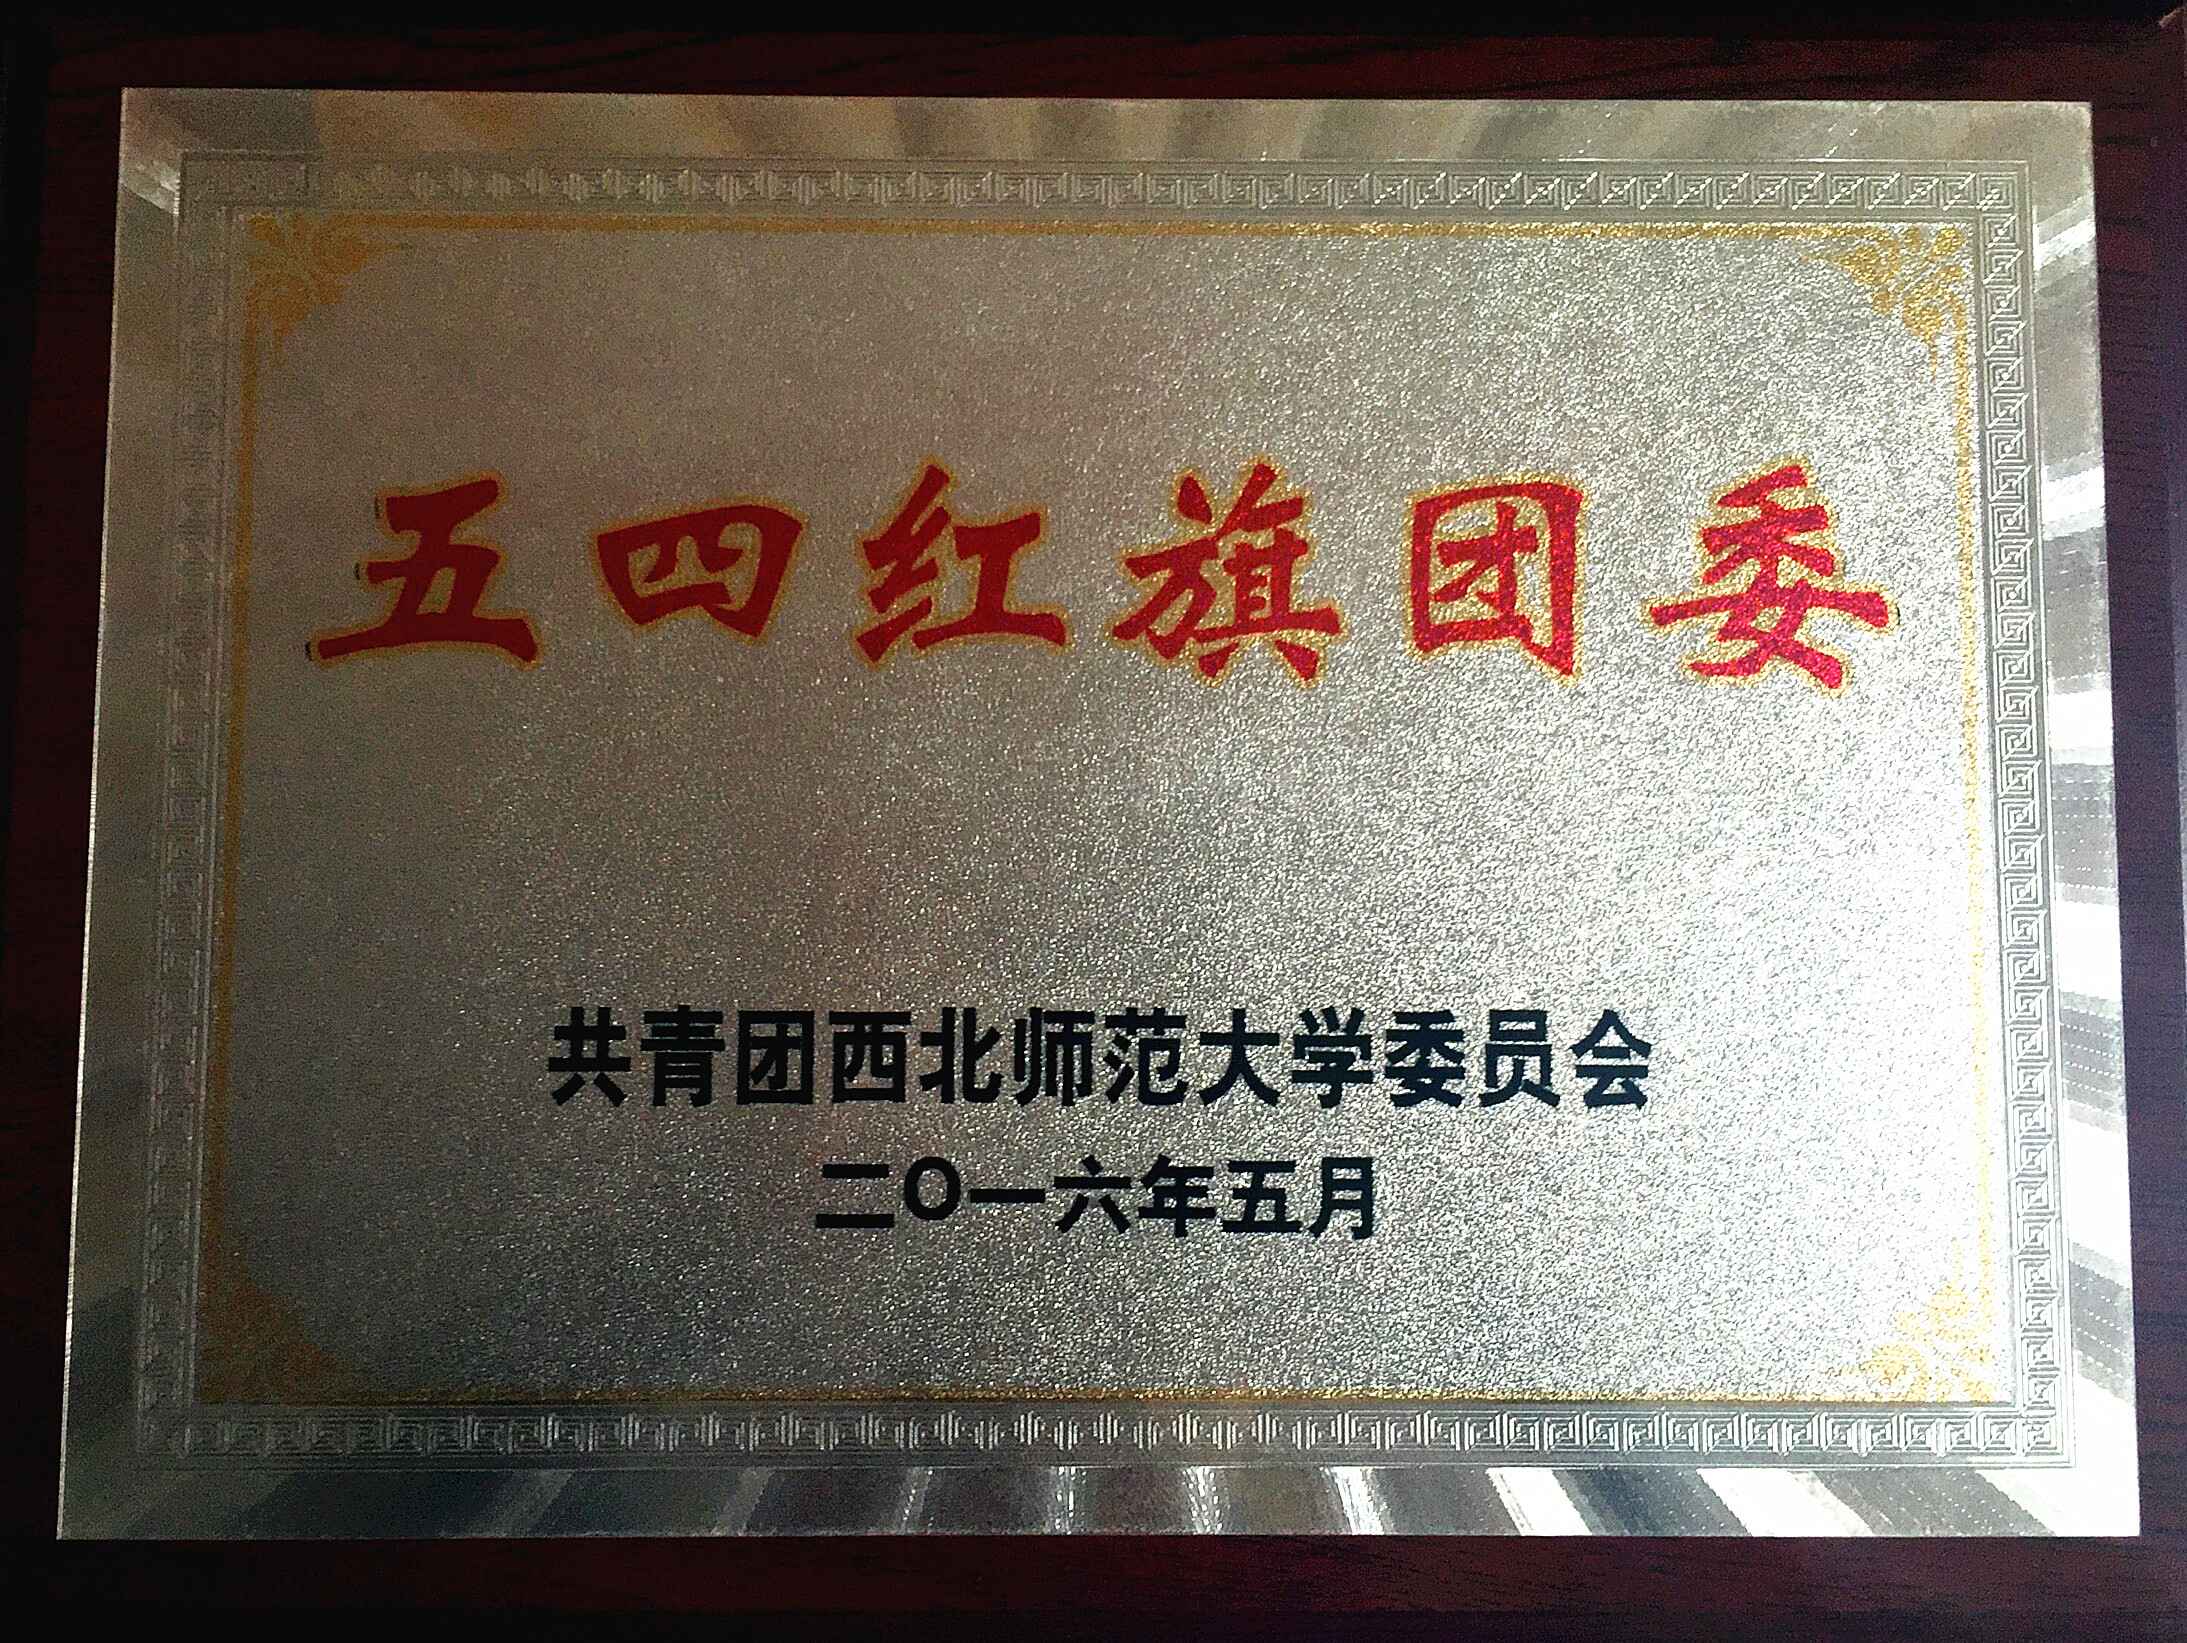 五四红旗团委
共青团西北师范大学委员会
二〇一六年五月